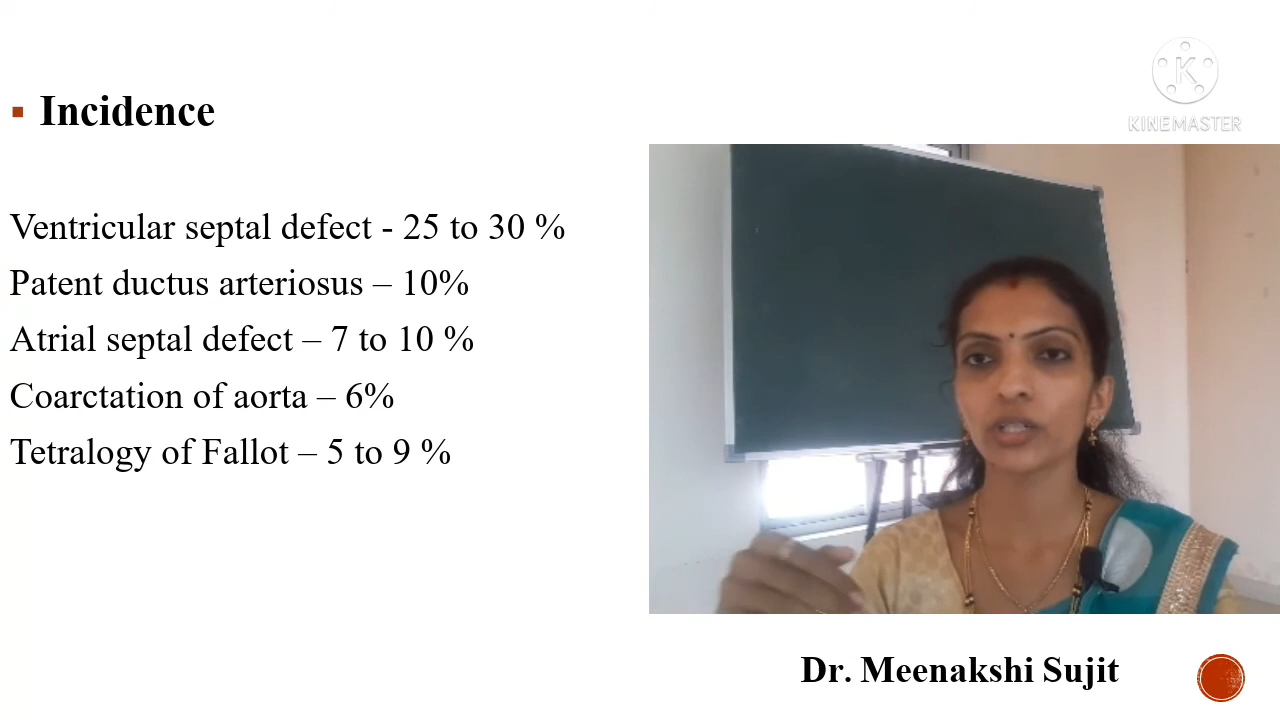 Incidence
Ventricular septal defect - 25 to 30 %
Patent ductus arteriosus – 10%
Atrial septal defect – 7 to 10 %
Coarctation of aorta – 6%
Tetralogy of Fallot – 5 to 9 %
K
KINEMASTER
Dr. Meenakshi Sujit